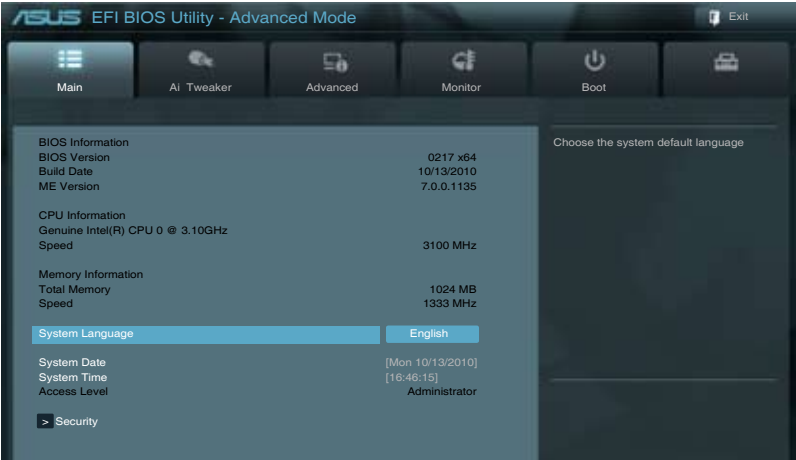 ASUS EFI BIOS Utility - Advanced Mode
Exit
Main
Ai Tweaker
Advanced
Monitor
Boot
Choose the system default language
BIOS Information
BIOS Version 0217 x64
Build Date 10/13/2010
ME Version 7.0.0.1135
CPU Information
Genuine Intel(R) CPU 0 @ 3.10GHz
Speed 3100 MHz
Memory Information
Total Memory 1024 MB
Speed 1333 MHz
System Language English
System Date [Mon 10/13/2010]
System Time [16:46:15]
Access Level Administrator
> Security